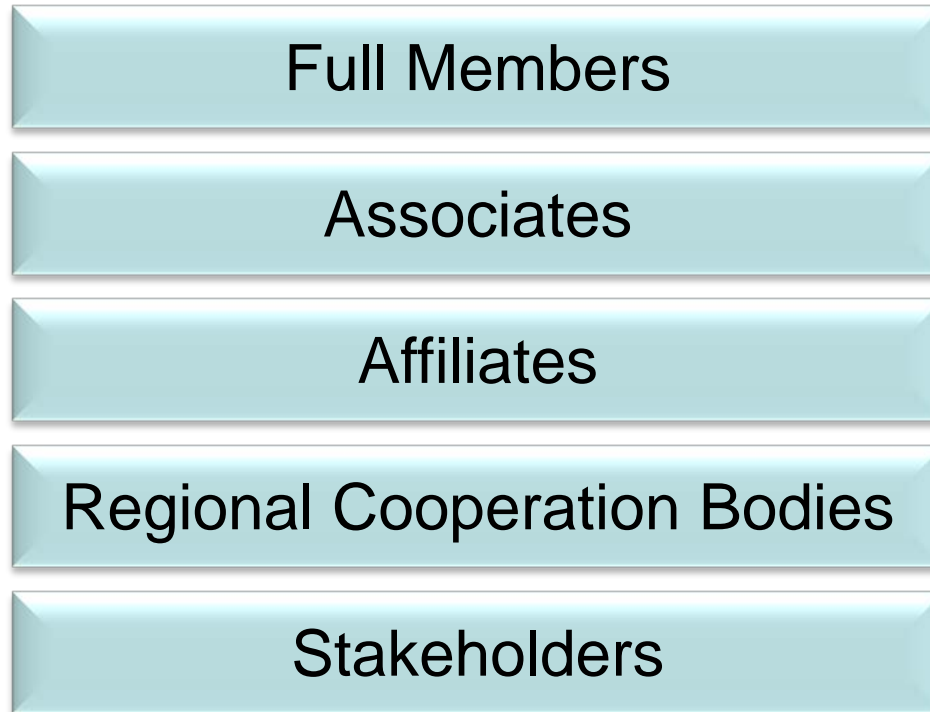 Full Members
Associates
Affiliates
Regional Cooperation Bodies
Stakeholders